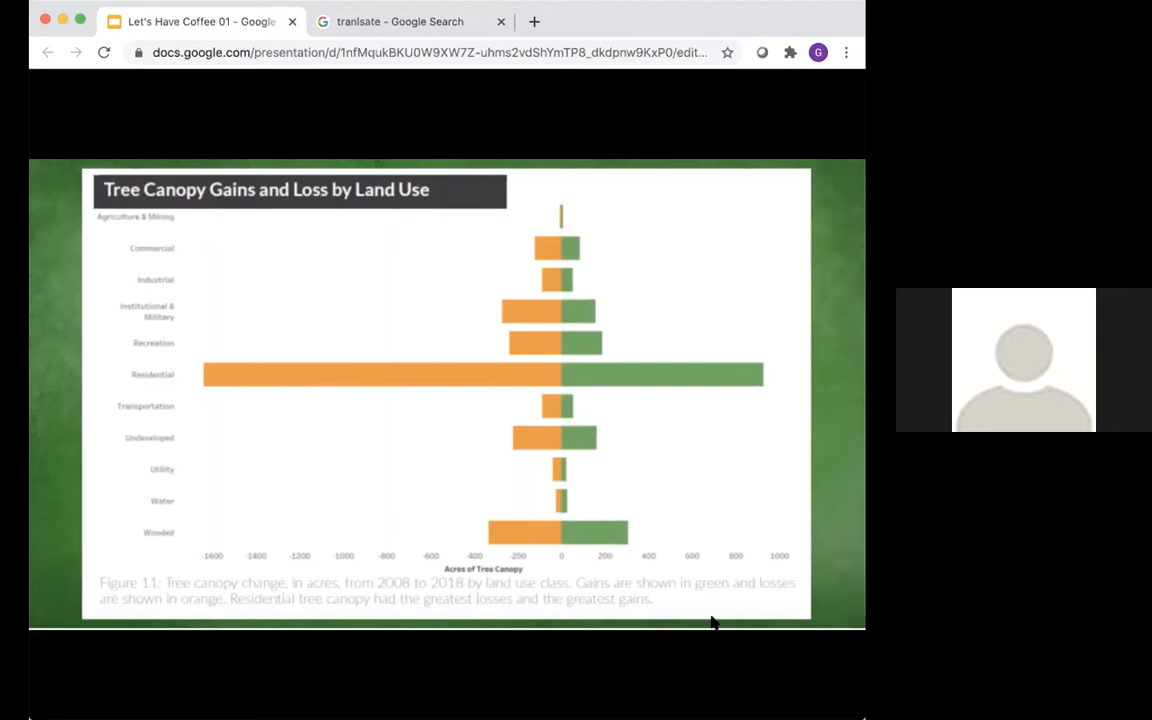 Let's Have Coffee 01 - Google
tranlsate - Google Search
docs.google.com/presentation/d/1nfMqukBKU0W9XW7Z-uhms2vdShYmTP8_dkdpnw9KxP0/edit...
G
Tree Canopy Gains and Loss by Land Use
Agriculture & Mining
Commercial
Industrial
Institutional &
Military
Recreation
Residential
Transportation
Undeveloped
Utility
Water
Wooded
-1600 -1400 -1200 -1000 -800 -600 -400 -200 0 200 400 600 800 1000
Acres of Tree Canopy
Figure 11: Tree canopy change, in acres, from 2008 to 2018 by land use class. Gains are shown in green and losses
are shown in orange. Residential tree canopy had the greatest losses and the greatest gains.